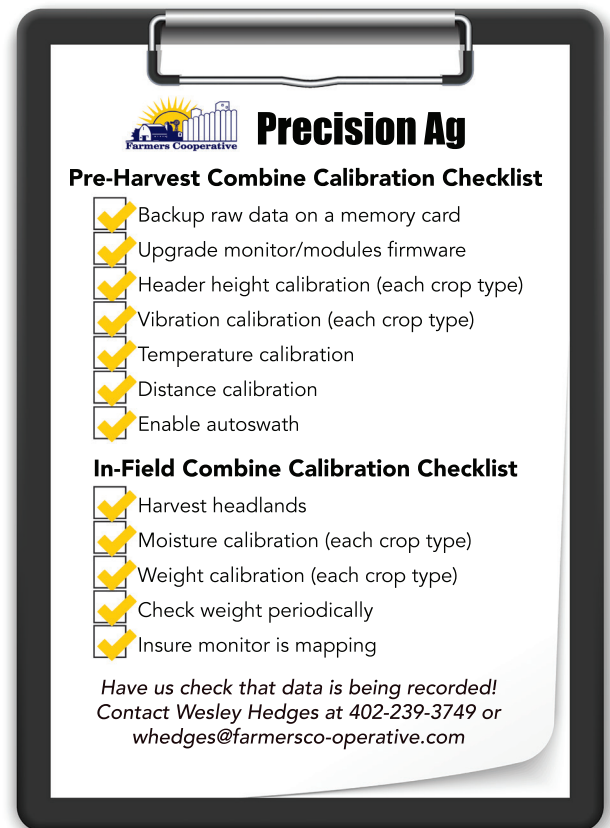 Farmers Cooperative
Precision Ag
Pre-Harvest Combine Calibration Checklist
Backup raw data on a memory card
Upgrade monitor/modules firmware
Header height calibration (each crop type)
Vibration calibration (each crop type)
Temperature calibration
Distance calibration
Enable autoswath
In-Field Combine Calibration Checklist
Harvest headlands
Moisture calibration (each crop type)
Weight calibration (each crop type)
Check weight periodically
Insure monitor is mapping
Have us check that data is being recorded!
Contact Wesley Hedges at 402-239-3749 or
whedges@farmersco-operative.com